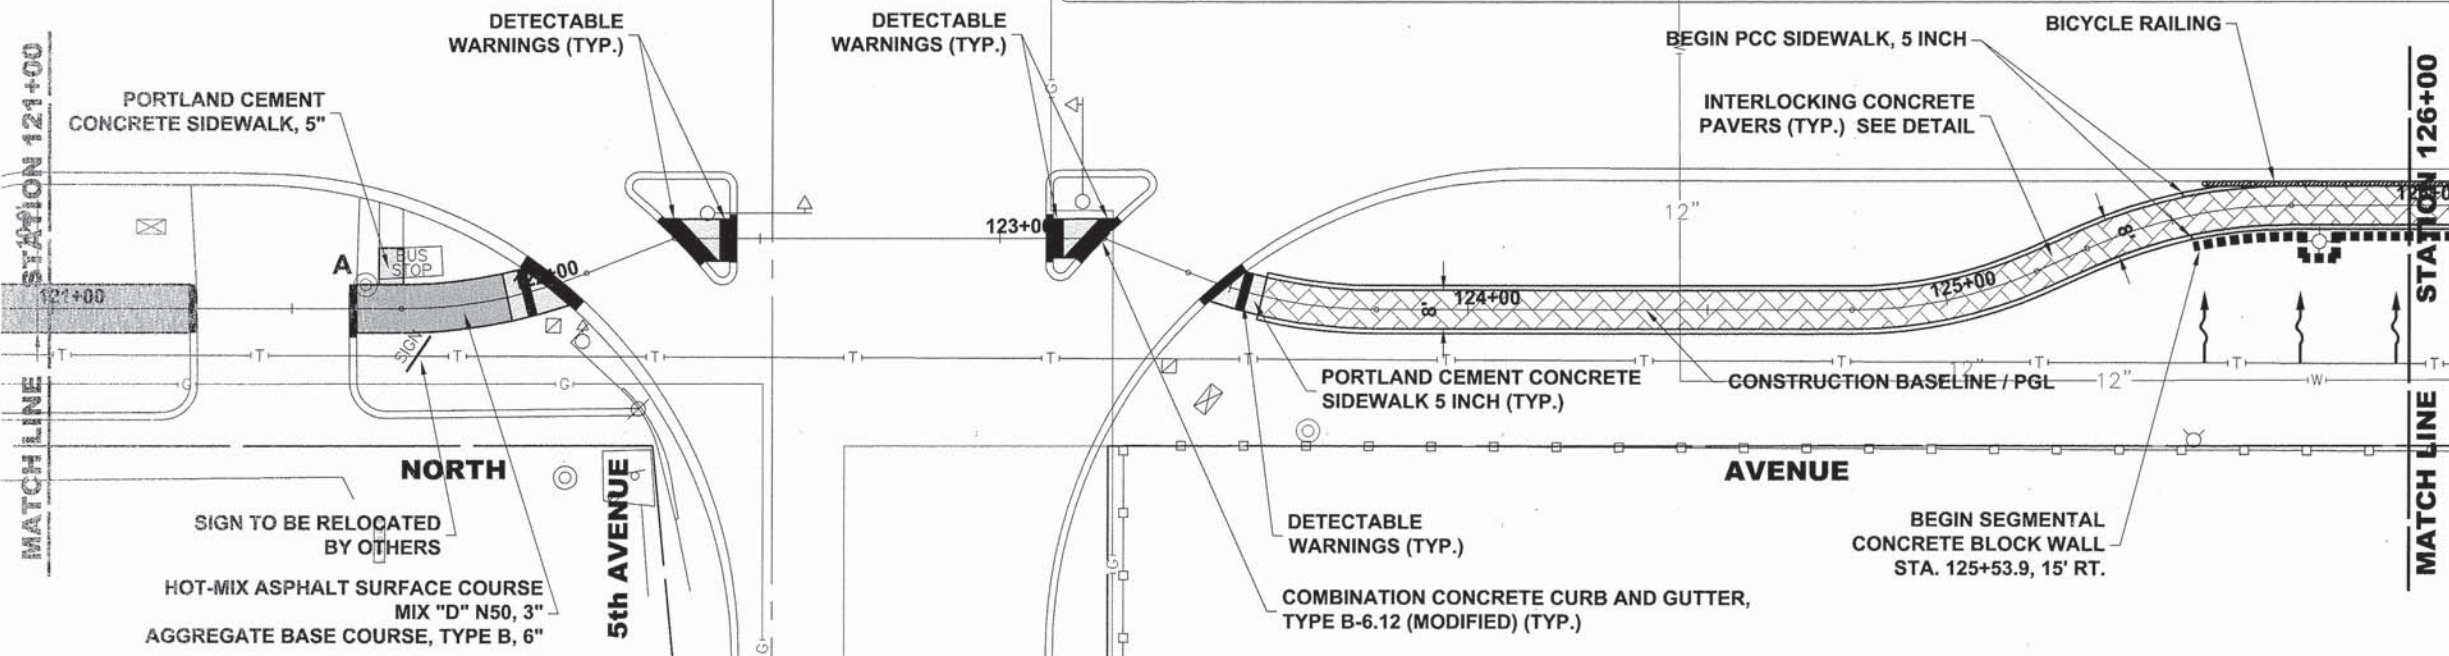 DETECTABLE
WARNINGS (TYP.)
DETECTABLE
WARNINGS (TYP.)
BEGIN PCC SIDEWALK, 5 INCH
BICYCLE RAILING
PORTLAND CEMENT
CONCRETE SIDEWALK, 5"
INTERLOCKING CONCRETE
PAVERS (TYP.) SEE DETAIL
MATCH LINE STATION 121+00
MATCH LINE STATION 126+00
12"
A
BUS
STOP
121+00
123+00
124+00
125+00
8'
8'
SIGN
T
T
T
T
T
T
T
T
T
T
T
T
T
G
G
G
G
G
W
12"
12"
PORTLAND CEMENT CONCRETE
SIDEWALK 5 INCH (TYP.)
CONSTRUCTION BASELINE / PGL
NORTH
AVENUE
5th AVENUE
SIGN TO BE RELOCATED
BY OTHERS
DETECTABLE
WARNINGS (TYP.)
BEGIN SEGMENTAL
CONCRETE BLOCK WALL
STA. 125+53.9, 15' RT.
HOT-MIX ASPHALT SURFACE COURSE
MIX "D" N50, 3"
AGGREGATE BASE COURSE, TYPE B, 6"
COMBINATION CONCRETE CURB AND GUTTER,
TYPE B-6.12 (MODIFIED) (TYP.)